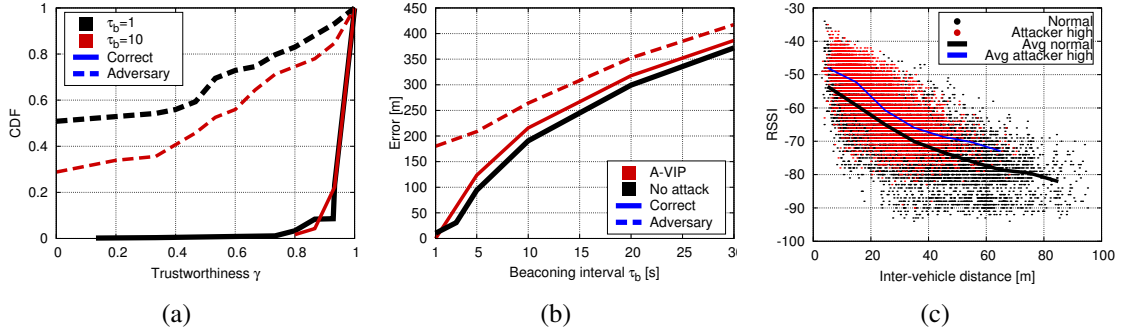 1
0.8
0.6
0.4
0.2
0
0 0.2 0.4 0.6 0.8 1
CDF
Trustworthiness γ
τb=1
τb=10
Correct
Adversary
(a)
450
400
350
300
250
200
150
100
50
0
1 5 10 15 20 25 30
Error [m]
Beaconing interval τb [s]
A-VIP
No attack
Correct
Adversary
(b)
-30
-40
-50
-60
-70
-80
-90
-100
0 20 40 60 80 100
RSSI
Inter-vehicle distance [m]
Normal
Attacker high
Avg normal
Avg attacker high
(c)